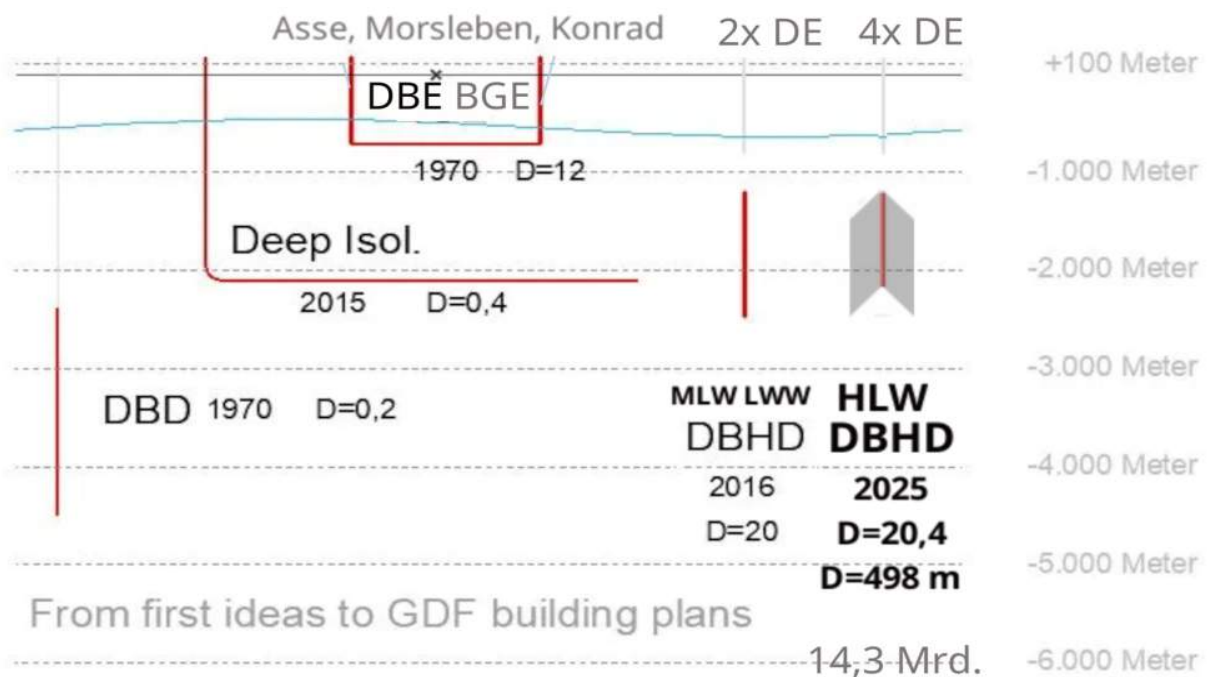 Asse, Morsleben, Konrad 2x DE 4x DE
+100 Meter
DBE BGE
1970 D=12
-1.000 Meter
Deep Isol.
-2.000 Meter
2015 D=0,4
-3.000 Meter
DBD 1970 D=0,2
MLW LWW HLW
DBHD DBHD
-4.000 Meter
2016 2025
D=20 D=20,4
-5.000 Meter
D=498 m
From first ideas to GDF building plans
14,3 Mrd.
-6.000 Meter